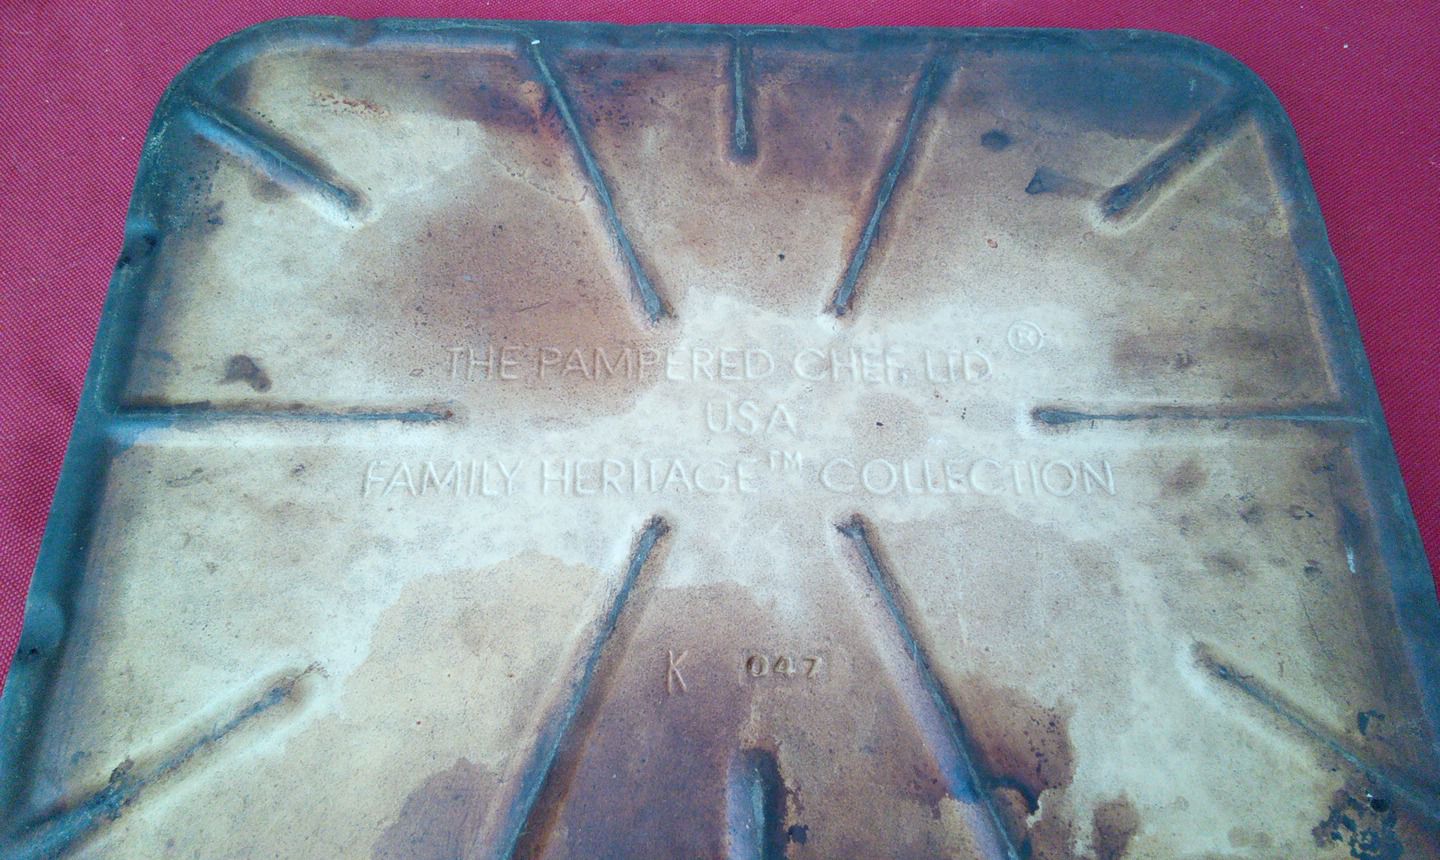 THE PAMPERED CHEF, LTD ®
USA
FAMILY HERITAGE™ COLLECTION
K 047